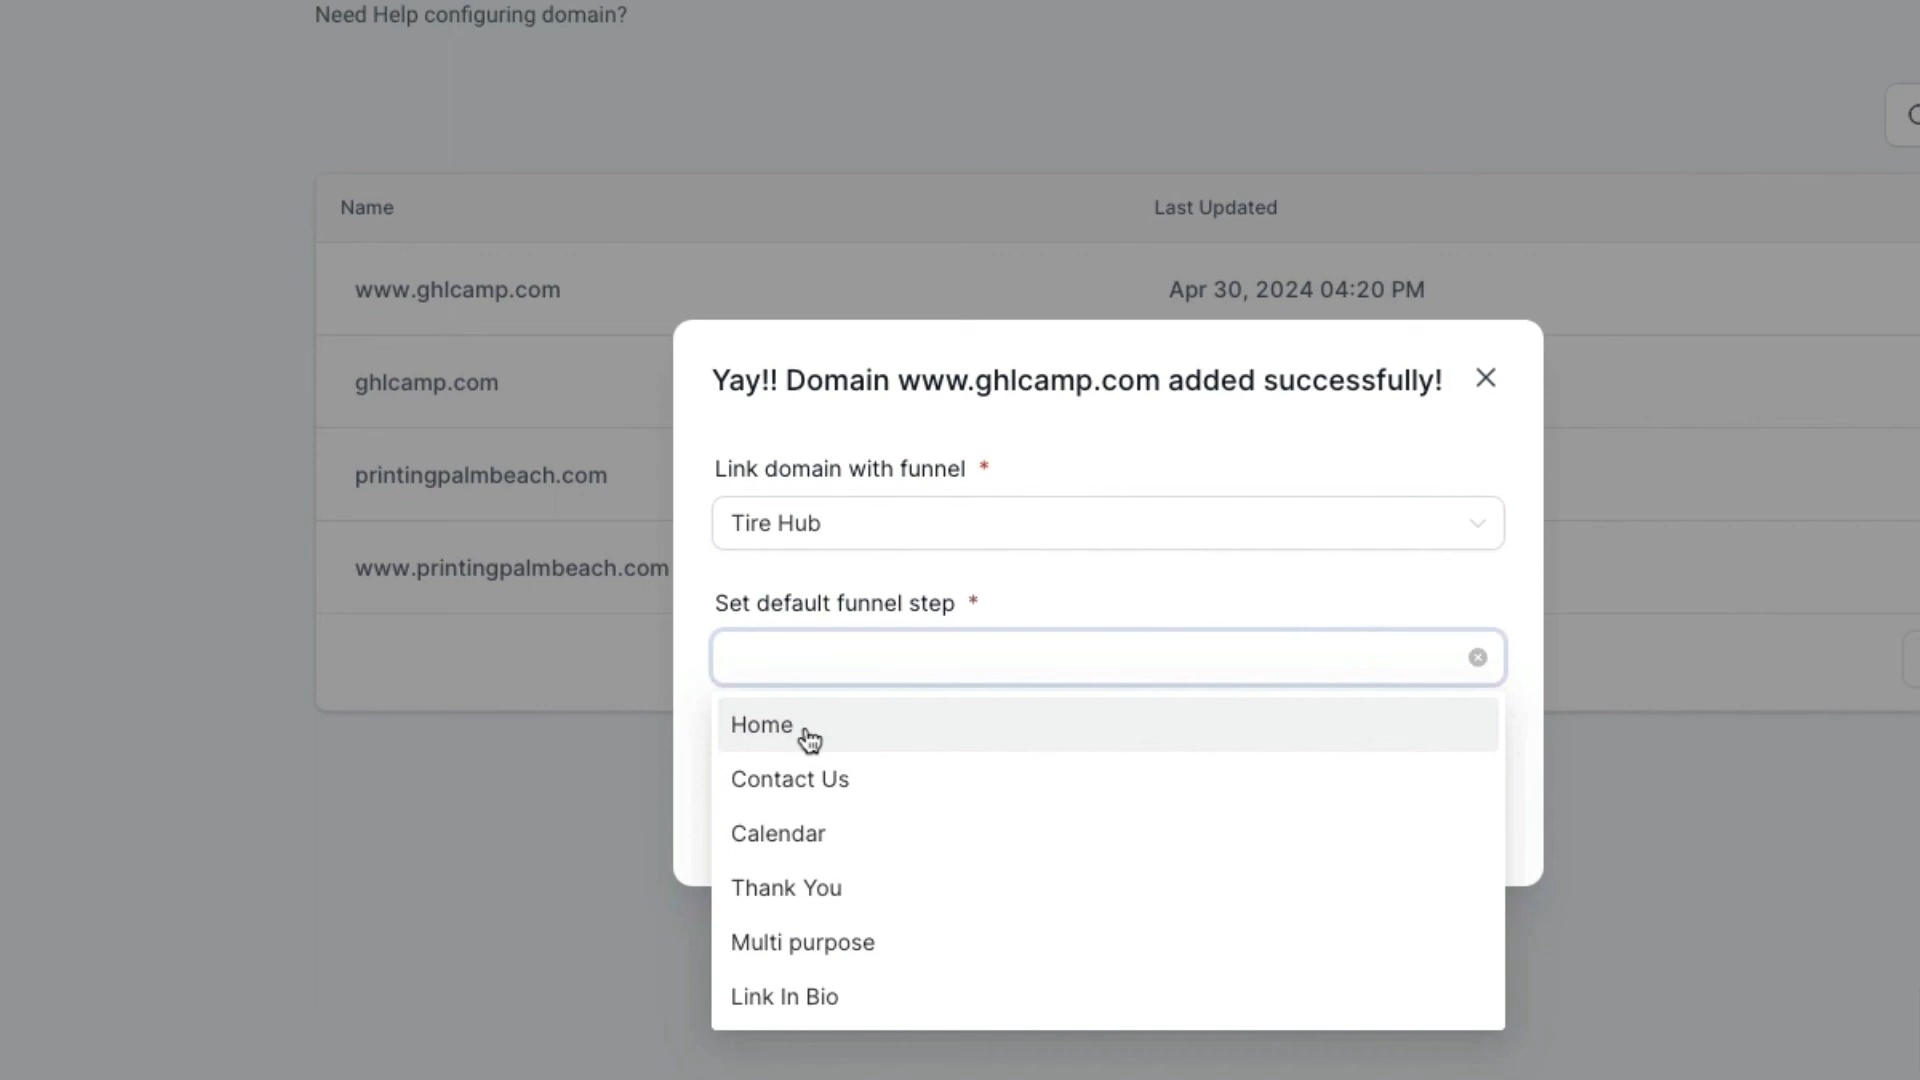 Need Help configuring domain?
Name
Last Updated
www.ghlcamp.com
Apr 30, 2024 04:20 PM
ghlcamp.com
printingpalmbeach.com
www.printingpalmbeach.com
Yay!! Domain www.ghlcamp.com added successfully!
Link domain with funnel *
Tire Hub
Set default funnel step *
Home
Contact Us
Calendar
Thank You
Multi purpose
Link In Bio